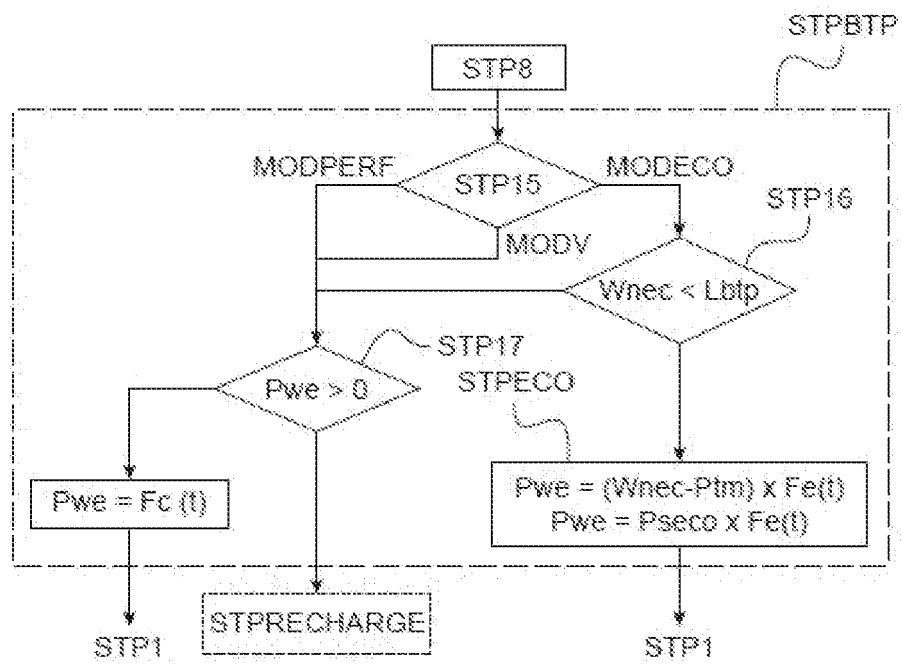 STPBTP
STP8
MODPERF
MODECO
STP15
STP16
MODV
Wnec < Lbtp
STP17
Pwe > 0
STPECO
Pwe = Fc (t)
Pwe = (Wnec-Ptm) x Fe(t)
Pwe = Pseco x Fe(t)
STPRECHARGE
STP1
STP1